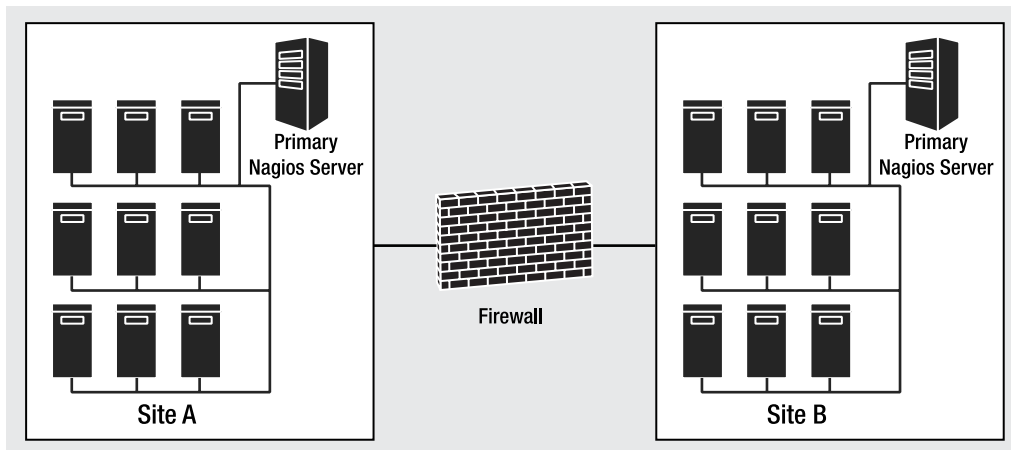 Primary
Nagios Server
Site A
Firewall
Primary
Nagios Server
Site B